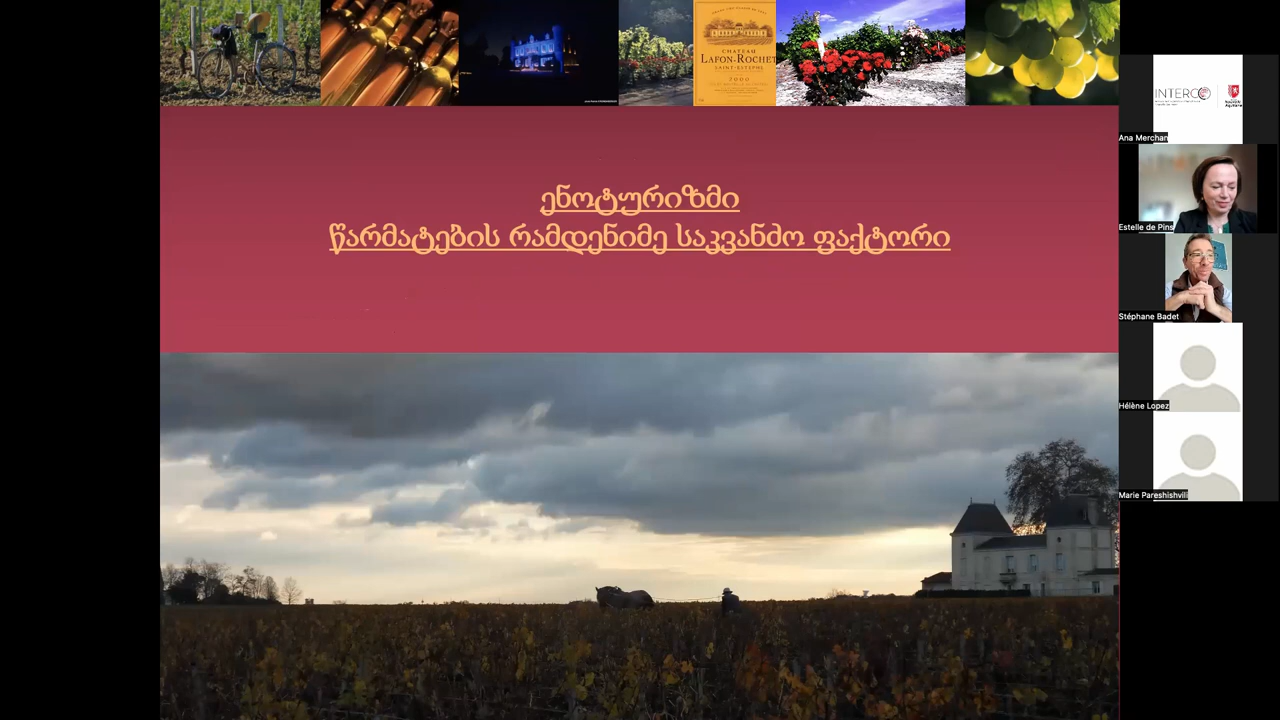 CHATEAU
LAFON-ROCHET
SAINT-ESTEPHE
2000
ენოტურიზმი
წარმატების რამდენიმე საკვანძო ფაქტორი
INTERCO
Ana Merchan
Estelle de Pins
Stéphane Badet
Hélène Lopez
Marie Pareshishvili